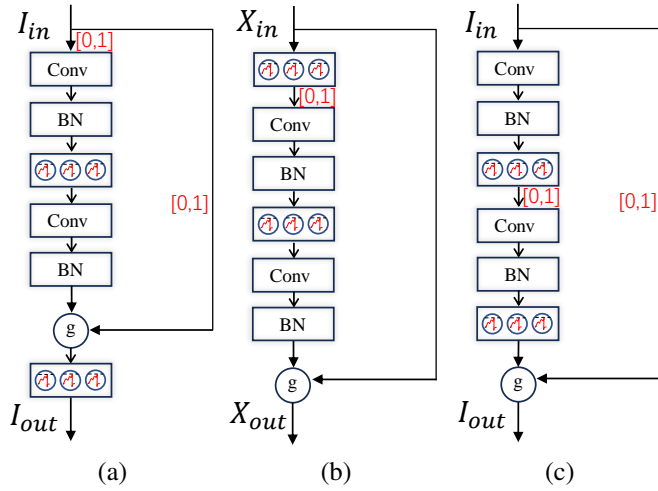 I_in
[0,1]
Conv
BN
Conv
BN
g
I_out
[0,1]
(a)
X_in
[0,1]
Conv
BN
Conv
BN
g
X_out
(b)
I_in
Conv
BN
[0,1]
Conv
BN
g
I_out
[0,1]
(c)